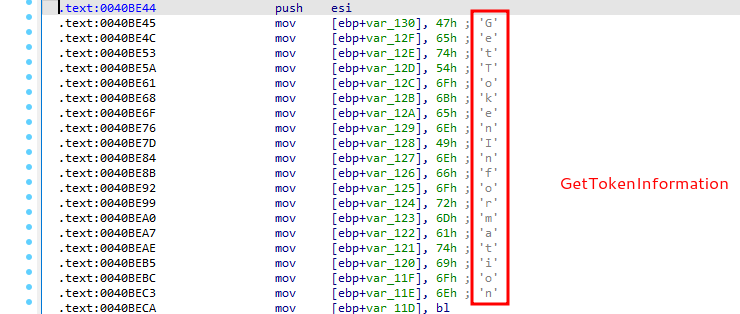 .text:0040BE44 push esi
.text:0040BE45 mov [ebp+var_130], 47h ; 'G'
.text:0040BE4C mov [ebp+var_12F], 65h ; 'e'
.text:0040BE53 mov [ebp+var_12E], 74h ; 't'
.text:0040BE5A mov [ebp+var_12D], 54h ; 'T'
.text:0040BE61 mov [ebp+var_12C], 6Fh ; 'o'
.text:0040BE68 mov [ebp+var_12B], 6Bh ; 'k'
.text:0040BE6F mov [ebp+var_12A], 65h ; 'e'
.text:0040BE76 mov [ebp+var_129], 6Eh ; 'n'
.text:0040BE7D mov [ebp+var_128], 49h ; 'I'
.text:0040BE84 mov [ebp+var_127], 6Eh ; 'n'
.text:0040BE8B mov [ebp+var_126], 66h ; 'f'
.text:0040BE92 mov [ebp+var_125], 6Fh ; 'o'
.text:0040BE99 mov [ebp+var_124], 72h ; 'r'
.text:0040BEA0 mov [ebp+var_123], 6Dh ; 'm'
.text:0040BEA7 mov [ebp+var_122], 61h ; 'a'
.text:0040BEAE mov [ebp+var_121], 74h ; 't'
.text:0040BEB5 mov [ebp+var_120], 69h ; 'i'
.text:0040BEBC mov [ebp+var_11F], 6Fh ; 'o'
.text:0040BEC3 mov [ebp+var_11E], 6Eh ; 'n'
.text:0040BECA mov [ebp+var_11D], bl
GetTokenInformation